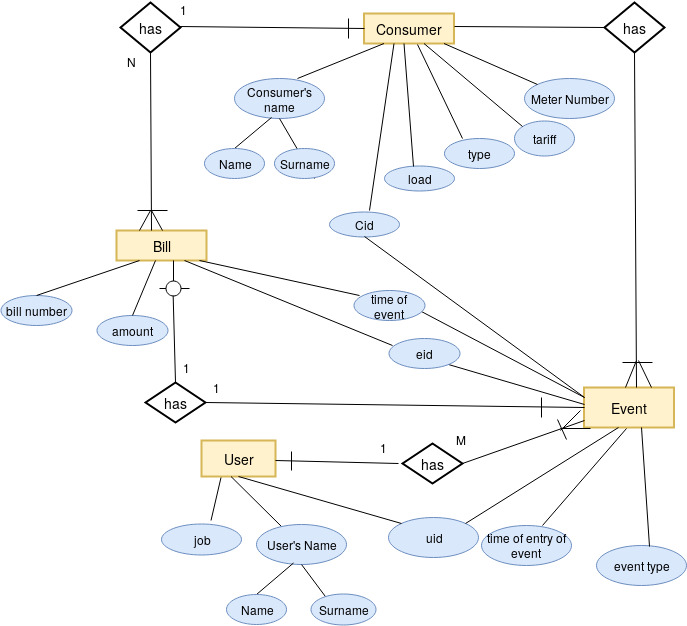 1
has
Consumer
has
N
Consumer's
name
Meter Number
tariff
Name
Surname
type
load
Cid
Bill
bill number
amount
time of
event
eid
1
has
1
Event
User
1
has
M
job
User's Name
uid
time of entry of
event
event type
Name
Surname